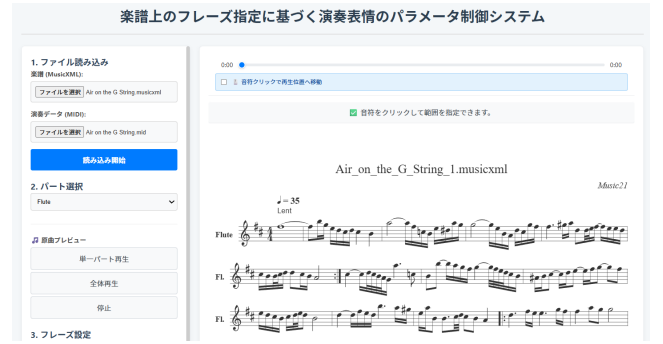 楽譜上のフレーズ指定に基づく演奏表情のパラメータ制御システム
1. ファイル読み込み
楽譜 (MusicXML):
ファイルを選択 Air on the G String.musicxml
演奏データ (MIDI):
ファイルを選択 Air on the G String.mid
読み込み開始
2. パート選択
Flute
🎵 原曲プレビュー
単一パート再生
全体再生
停止
3. フレーズ設定
0:00
0:00
音符クリックで再生位置へ移動
✅ 音符をクリックして範囲を指定できます。
Air_on_the_G_String_1.musicxml
Music21
♩ = 35
Lent
Flute
Fl.
Fl.